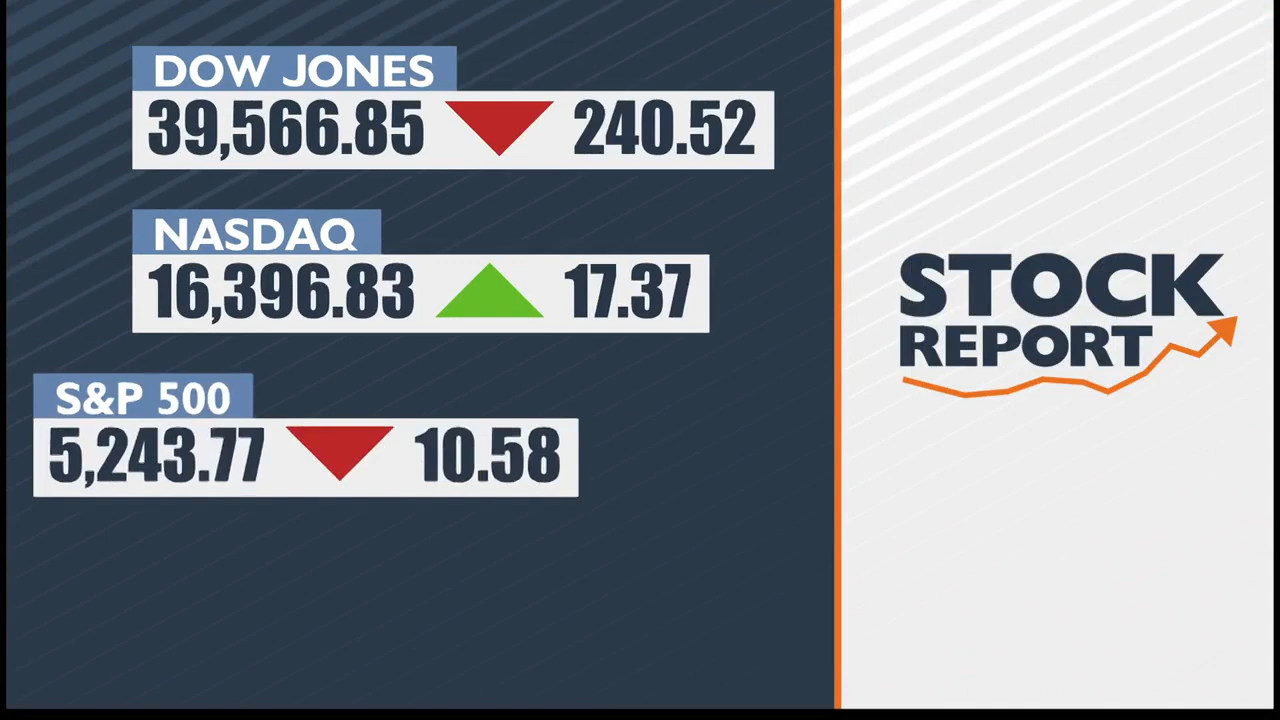 DOW JONES
39,566.85 240.52
NASDAQ
16,396.83 17.37
S&P 500
5,243.77 10.58
STOCK
REPORT